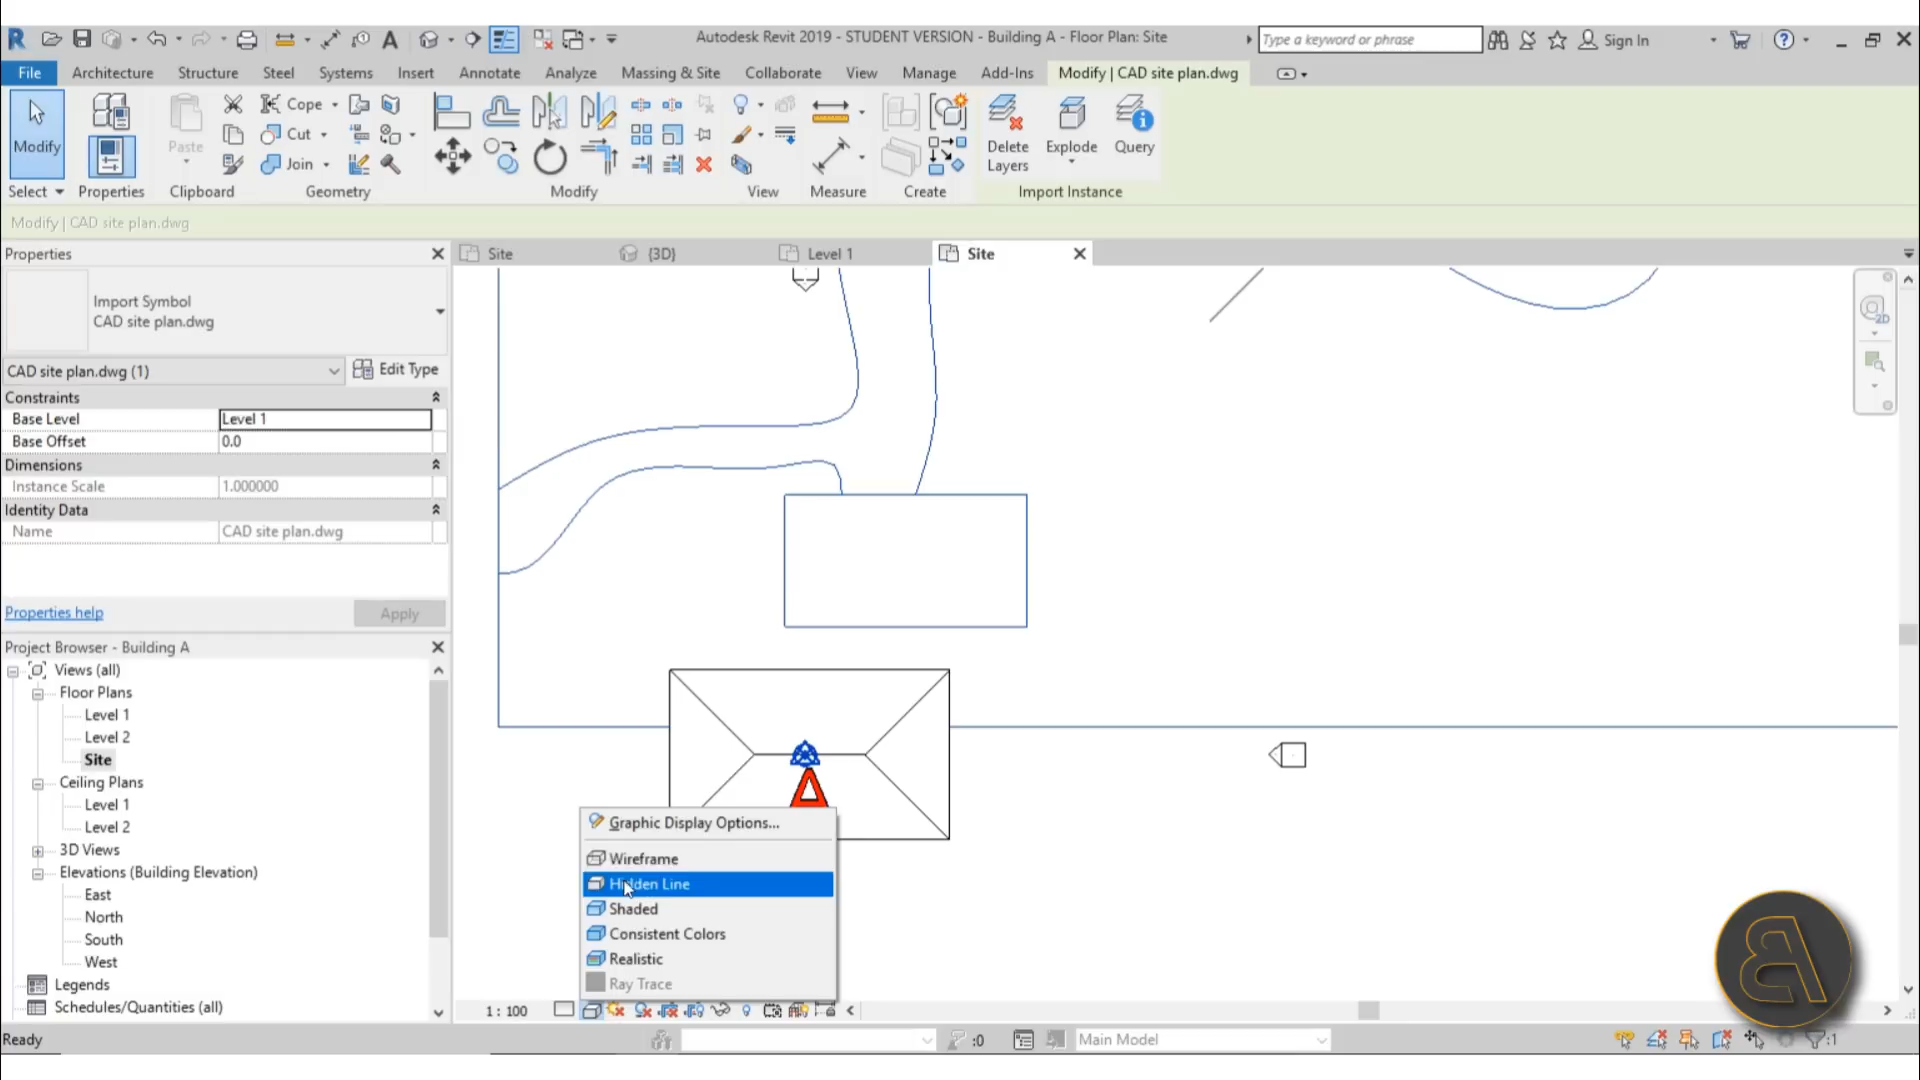 Autodesk Revit 2019 - STUDENT VERSION - Building A - Floor Plan: Site
Type a keyword or phrase
Sign In
File Architecture Structure Steel Systems Insert Annotate Analyze Massing & Site Collaborate View Manage Add-Ins Modify | CAD site plan.dwg
Modify
Paste
Cope
Cut
Join
Delete Layers
Explode
Query
Select Properties Clipboard Geometry Modify View Measure Create Import Instance
Modify | CAD site plan.dwg
Properties
Site {3D} Level 1 Site
Import Symbol
CAD site plan.dwg
CAD site plan.dwg (1) Edit Type
Constraints
Base Level Level 1
Base Offset 0.0
Dimensions
Instance Scale 1.000000
Identity Data
Name CAD site plan.dwg
Properties help Apply
Project Browser - Building A
Views (all)
Floor Plans
Level 1
Level 2
Site
Ceiling Plans
Level 1
Level 2
3D Views
Elevations (Building Elevation)
East
North
South
West
Legends
Schedules/Quantities (all)
Graphic Display Options...
Wireframe
Hidden Line
Shaded
Consistent Colors
Realistic
Ray Trace
1 : 100
Ready
:0
Main Model
:1
2D